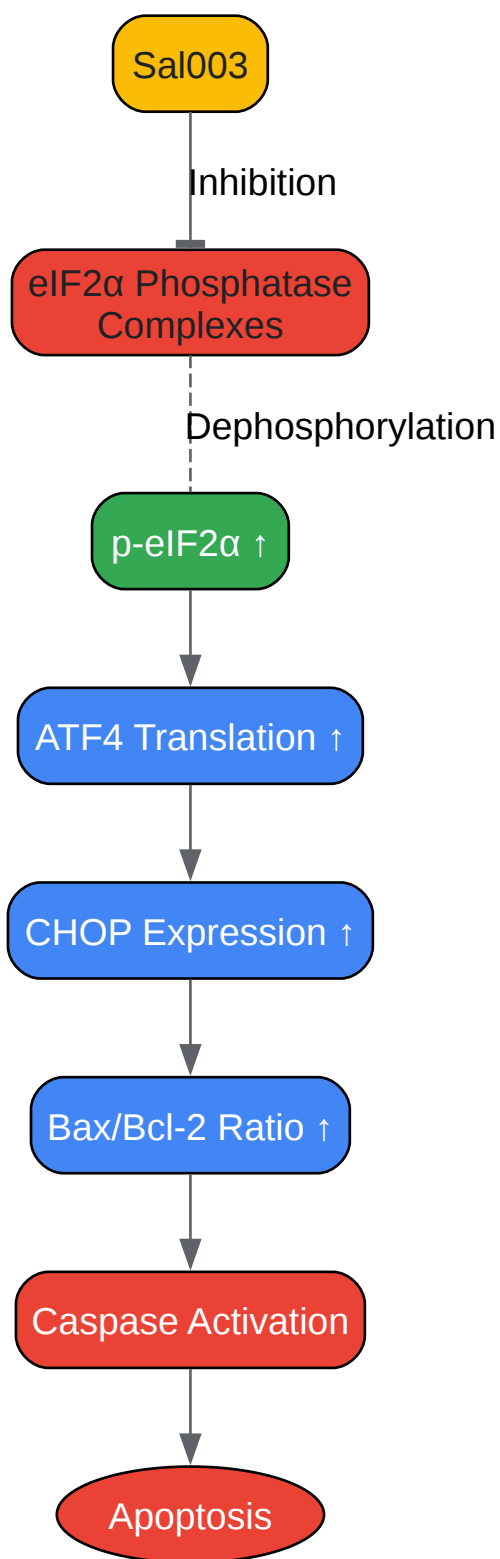 Sal003
Inhibition
eIF2α Phosphatase
Complexes
Dephosphorylation
p-eIF2α ↑
ATF4 Translation ↑
CHOP Expression ↑
Bax/Bcl-2 Ratio ↑
Caspase Activation
Apoptosis